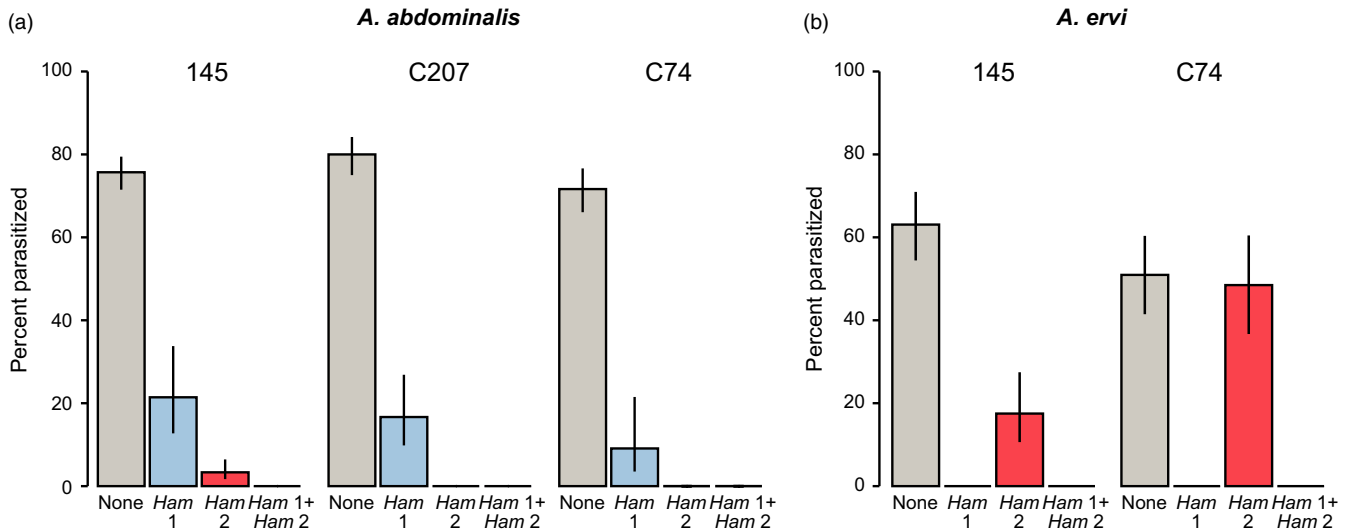 (a)
A. abdominalis
145
C207
C74
Percent parasitized
100
80
60
40
20
0
None Ham 1 Ham 2 Ham 1+ Ham 2
None Ham 1 Ham 2 Ham 1+ Ham 2
None Ham 1 Ham 2 Ham 1+ Ham 2
(b)
A. ervi
145
C74
Percent parasitized
100
80
60
40
20
0
None Ham 1 Ham 2 Ham 1+ Ham 2
None Ham 1 Ham 2 Ham 1+ Ham 2